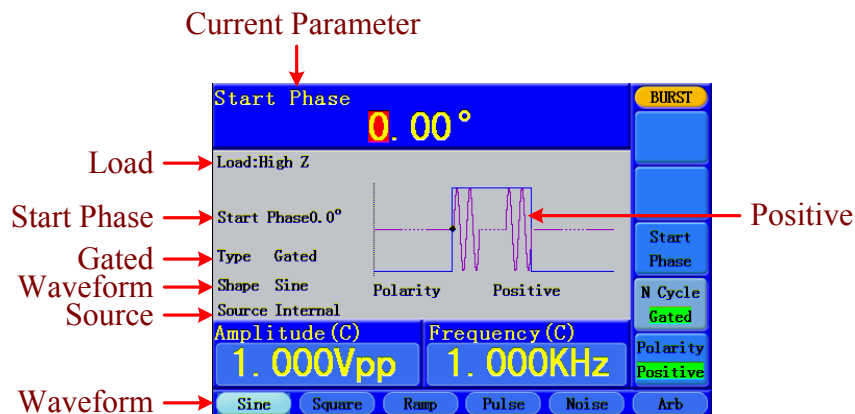 Current Parameter
Start Phase
BURST
0.00°
Load
Load:High Z
Start Phase
Start Phase0.0°
Positive
Start
Phase
Gated
Type Gated
Waveform
Shape Sine
Polarity Positive
N Cycle
Gated
Source
Source Internal
Amplitude(C)
Frequency(C)
Polarity
Positive
1.000Vpp
1.000KHz
Waveform
Sine Square Ramp Pulse Noise Arb